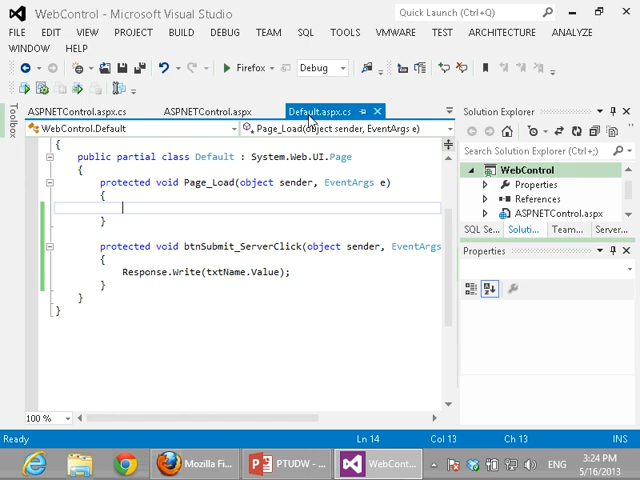 WebControl - Microsoft Visual Studio
Quick Launch (Ctrl+Q)
FILE EDIT VIEW PROJECT BUILD DEBUG TEAM SQL TOOLS VMWARE TEST ARCHITECTURE ANALYZE
WINDOW HELP
Firefox Debug
Toolbox
ASPNETControl.aspx.cs ASPNETControl.aspx Default.aspx.cs
WebControl.Default Page_Load(object sender, EventArgs e)
{
public partial class Default : System.Web.UI.Page
{
protected void Page_Load(object sender, EventArgs e)
{
}
protected void btnSubmit_ServerClick(object sender, EventArgs
{
Response.Write(txtName.Value);
}
}
}
100 %
Solution Explorer
Search Solution Explorer (Ctrl+;)
WebControl
Properties
References
ASPNETControl.aspx
SQL Se... Solut... Team... Server...
Properties
Ready Ln 14 Col 13 Ch 13 INS
Mozilla Fi... PTUDW - ... WebCont...
ENG
3:24 PM
5/16/2013